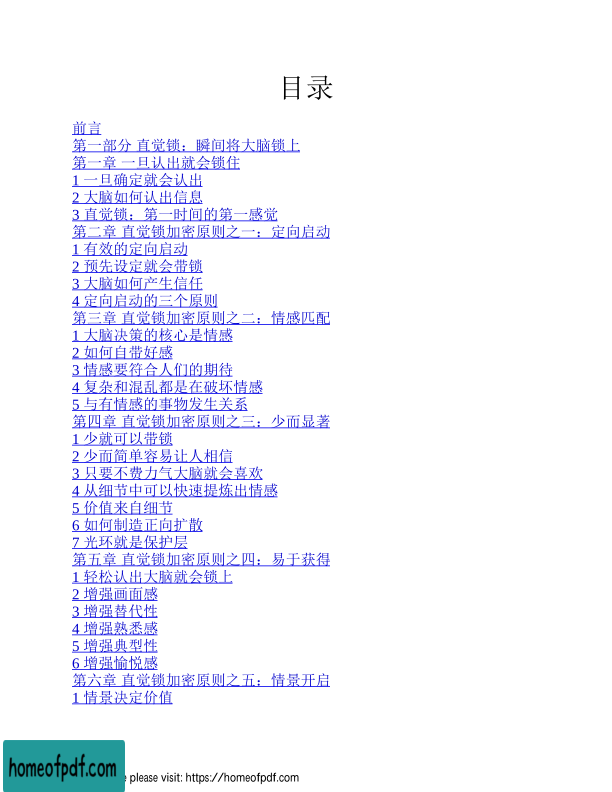 目录
前言
第一部分 直觉锁：瞬间将大脑锁上
第一章 一旦认出就会锁住
1 一旦确定就会认出
2 大脑如何认出信息
3 直觉锁：第一时间的第一感觉
第二章 直觉锁加密原则之一：定向启动
1 有效的定向启动
2 预先设定就会带锁
3 大脑如何产生信任
4 定向启动的三个原则
第三章 直觉锁加密原则之二：情感匹配
1 大脑决策的核心是情感
2 如何自带好感
3 情感要符合人们的期待
4 复杂和混乱都是在破坏情感
5 与有情感的事物发生关系
第四章 直觉锁加密原则之三：少而显著
1 少就可以带锁
2 少而简单容易让人相信
3 只要不费力气大脑就会喜欢
4 从细节中可以快速提炼出情感
5 价值来自细节
6 如何制造正向扩散
7 光环就是保护层
第五章 直觉锁加密原则之四：易于获得
1 轻松认出大脑就会锁上
2 增强画面感
3 增强替代性
4 增强熟悉感
5 增强典型性
6 增强愉悦感
第六章 直觉锁加密原则之五：情景开启
1 情景决定价值
homeofpdf.com
e please visit: https://homeofpdf.com